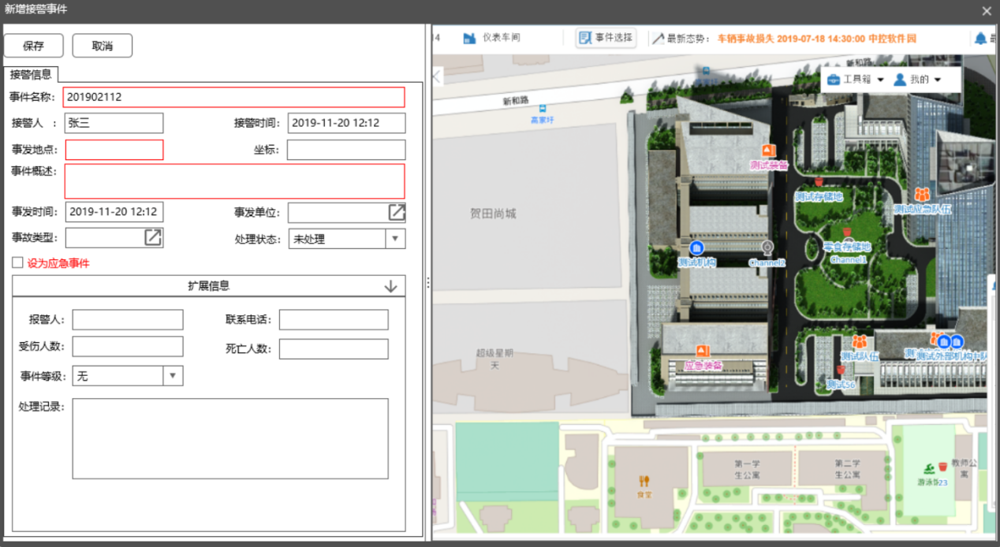 新增接警事件
保存
取消
接警信息
事件名称: 201902112
接警人 : 张三
接警时间: 2019-11-20 12:12
事发地点:
坐标:
事件概述:
事发时间: 2019-11-20 12:12
事发单位:
事故类型:
处理状态: 未处理
设为应急事件
扩展信息
报警人:
联系电话:
受伤人数:
死亡人数:
事件等级: 无
处理记录:
14
仪表车间
事件选择
最新态势: 车辆事故损失 2019-07-18 14:30:00 中控软件园
工具箱
我的
新和路
新和路
高家圩
贺田尚城
测试装备
测试存储地
测试应急队伍
零食存储地
Channel1
Channel2
测试机构
超级星期
天
应急装备
测试队伍
测试外部机构
测试56
第一学
生公寓
第二学
生公寓
教师公
寓
食堂
游泳
23